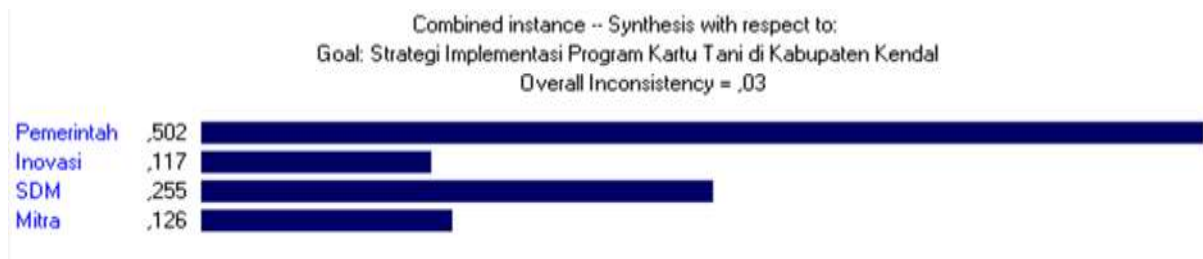 Combined instance -- Synthesis with respect to:
Goal: Strategi Implementasi Program Kartu Tani di Kabupaten Kendal
Overall Inconsistency = ,03
Pemerintah ,502
Inovasi ,117
SDM ,255
Mitra ,126